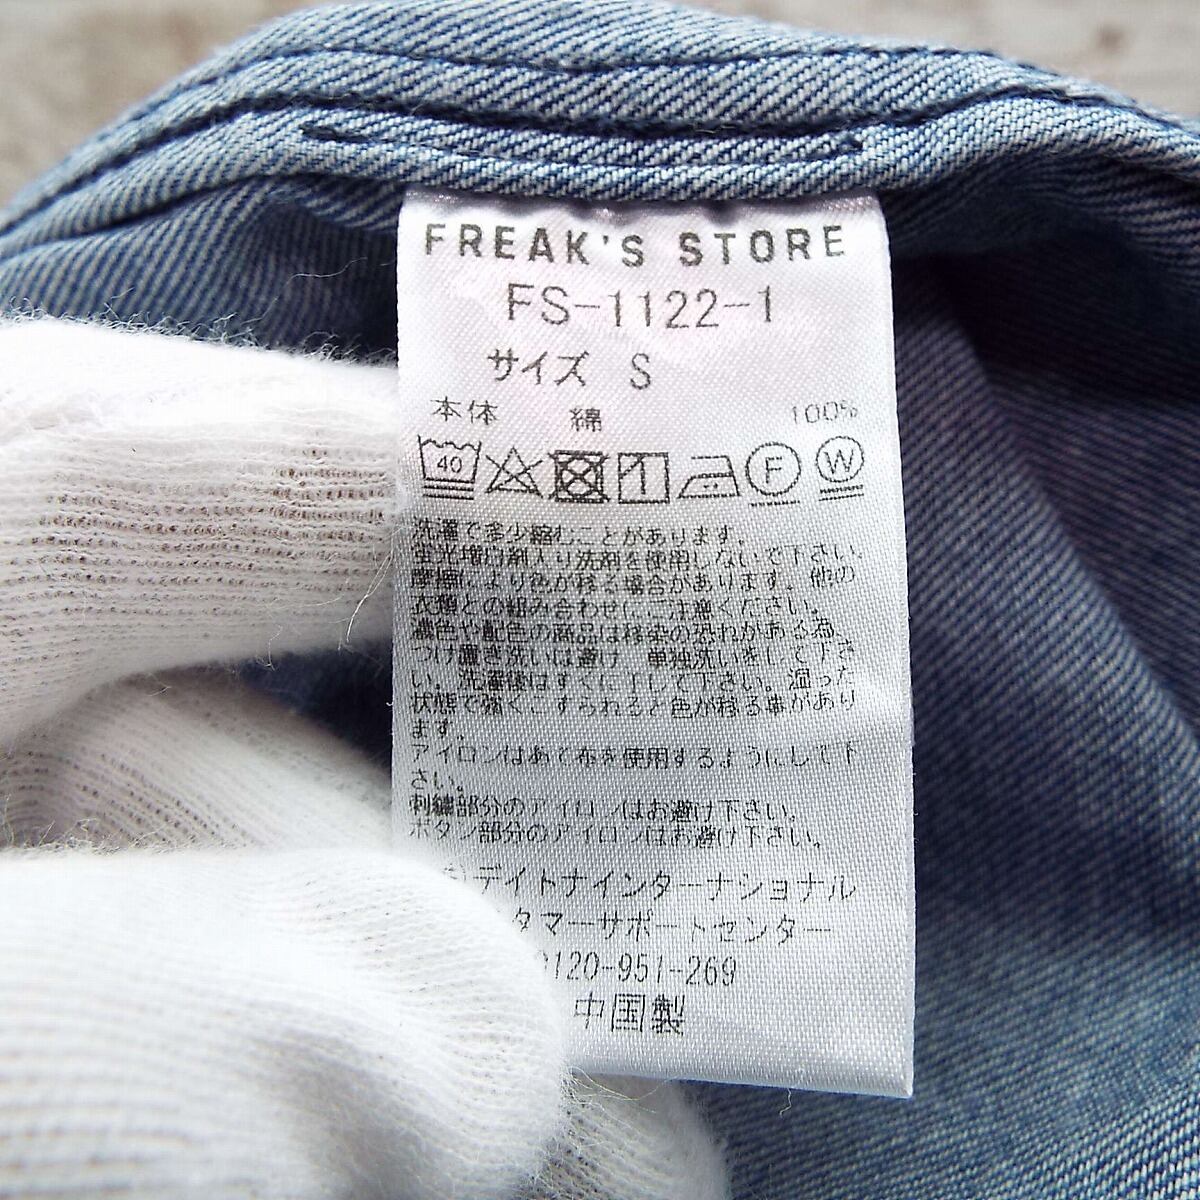 FREAK'S STORE
FS-1122-1
サイズ S
本体 綿 100%
40 F W
洗濯で多少縮むことがあります。
蛍光増白剤入り洗剤を使用しないで下さい。
摩擦により色が移る場合があります。他の
衣類との組み合わせにご注意ください。
濃色や配色の商品は移染の恐れがある為、
つけ置き洗いは避け 単独洗いをして下さ
い。洗濯後はすぐに干して下さい。湿った
状態で強くこすられると色が移る事があり
ます。
アイロンはあて布を使用するようにして下
さい。
刺繍部分のアイロンはお避け下さい。
ボタン部分のアイロンはお避け下さい。
デイトナインターナショナル
タマーサポートセンター
120-951-269
中国製